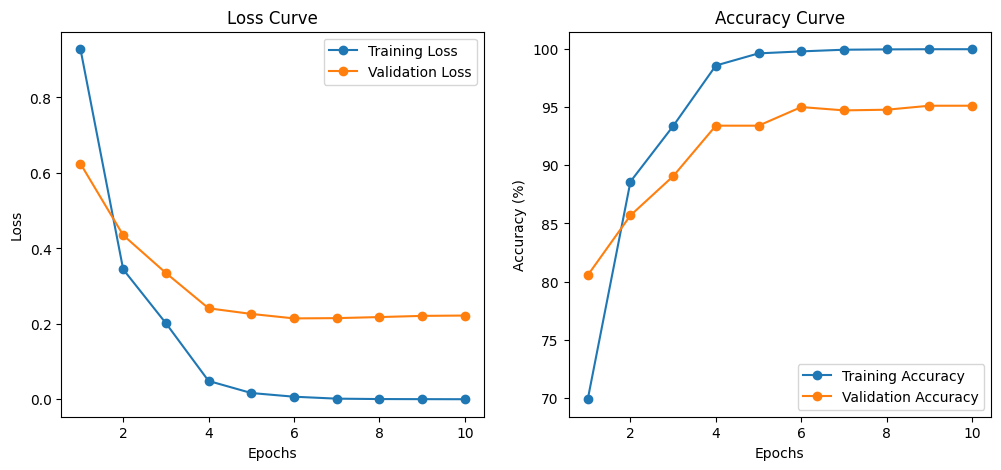 Loss Curve
Training Loss
Validation Loss
0.8
0.6
0.4
0.2
0.0
Loss
2 4 6 8 10
Epochs
Accuracy Curve
100
95
90
85
80
75
70
Accuracy (%)
Training Accuracy
Validation Accuracy
2 4 6 8 10
Epochs